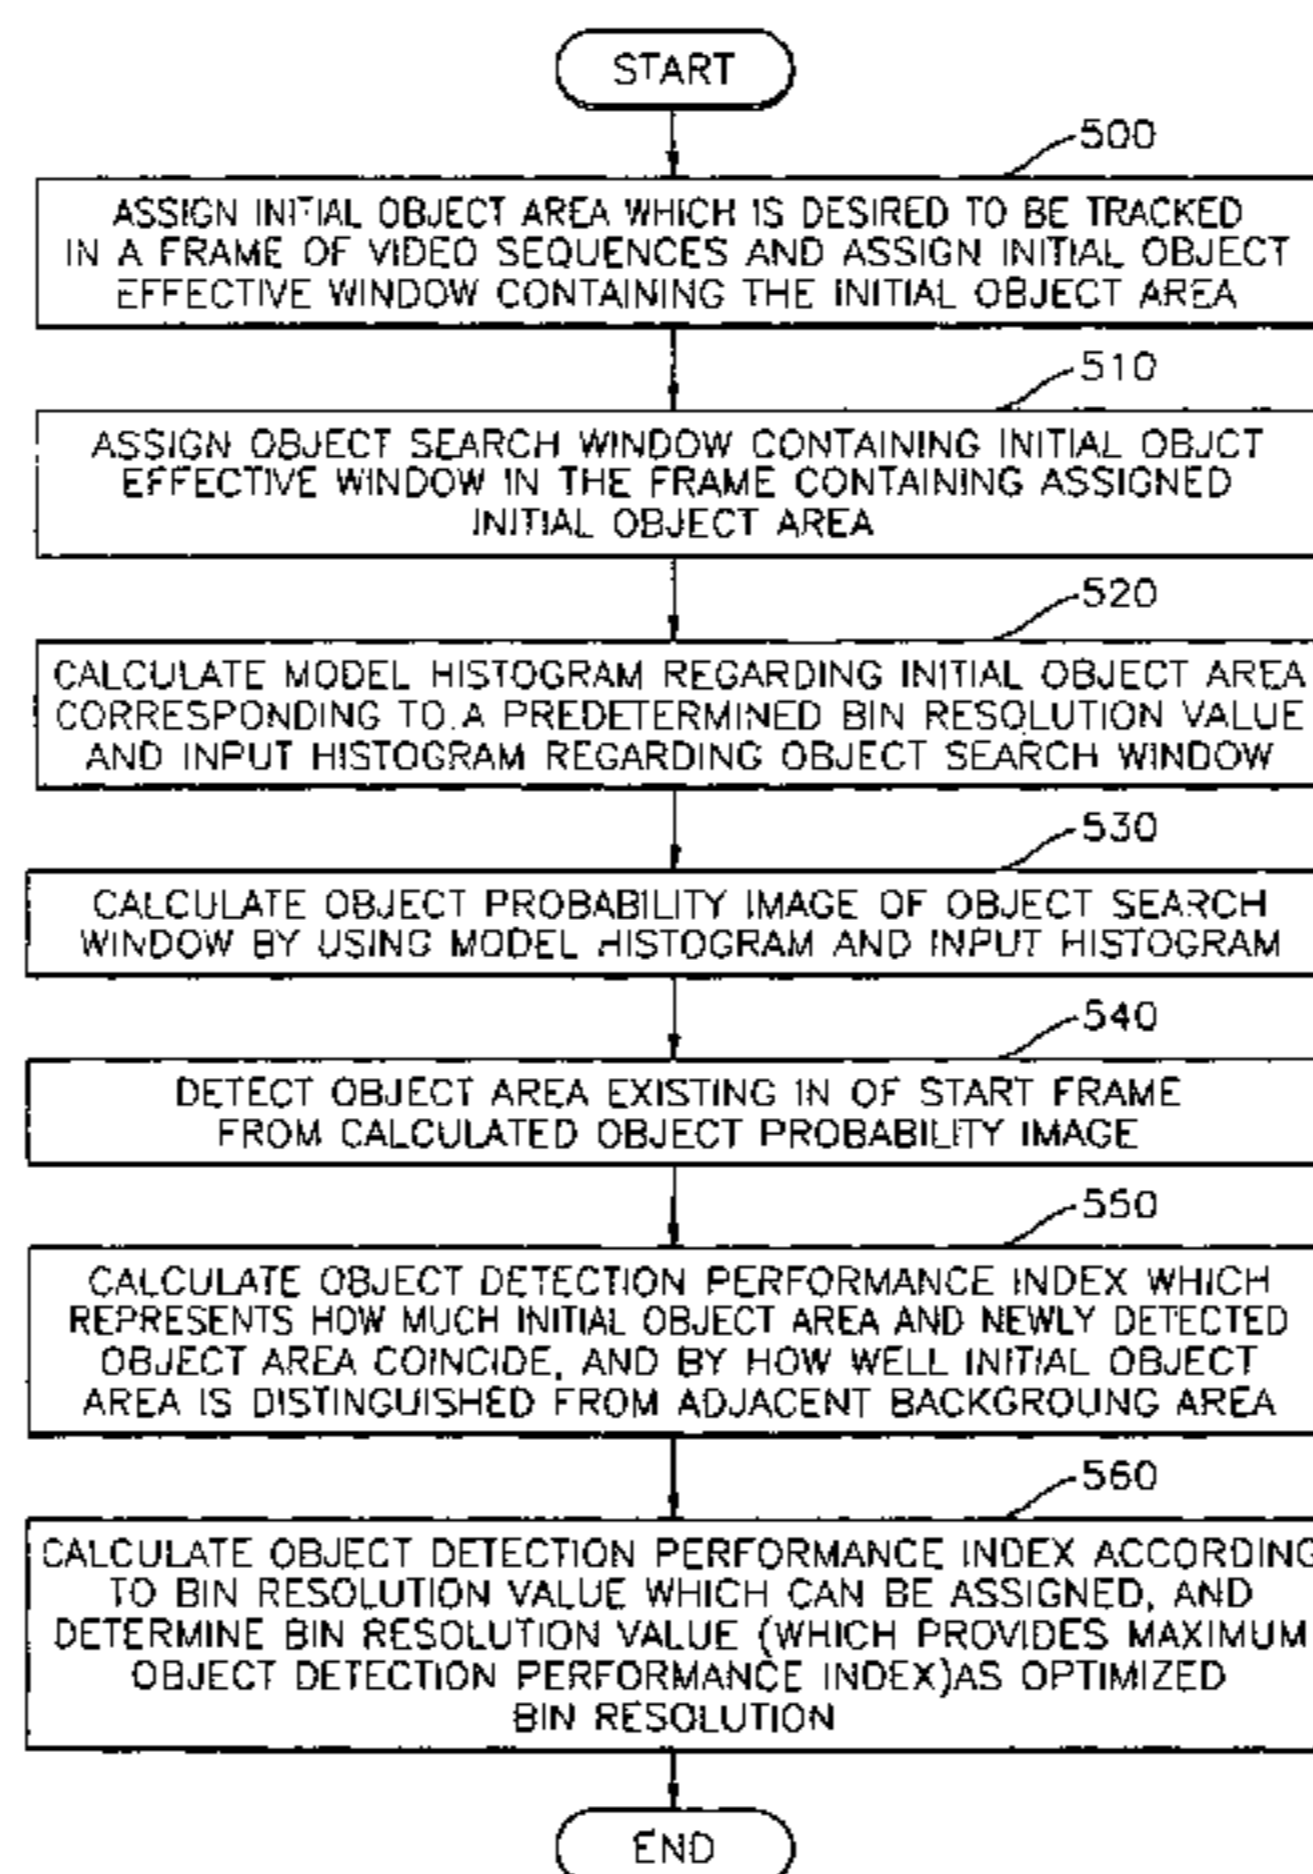 START
500
ASSIGN INITIAL OBJECT AREA WHICH IS DESIRED TO BE TRACKED
IN A FRAME OF VIDEO SEQUENCES AND ASSIGN INITIAL OBJECT
EFFECTIVE WINDOW CONTAINING THE INITIAL OBJECT AREA
510
ASSIGN OBJECT SEARCH WINDOW CONTAINING INITIAL OBJCT
EFFECTIVE WINDOW IN THE FRAME CONTAINING ASSIGNED
INITIAL OBJECT AREA
520
CALCULATE MODEL HISTOGRAM REGARDING INITIAL OBJECT AREA
CORRESPONDING TO A PREDETERMINED BIN RESOLUTION VALUE
AND INPUT HISTOGRAM REGARDING OBJECT SEARCH WINDOW
530
CALCULATE OBJECT PROBABILITY IMAGE OF OBJECT SEARCH
WINDOW BY USING MODEL HISTOGRAM AND INPUT HISTOGRAM
540
DETECT OBJECT AREA EXISTING IN OF START FRAME
FROM CALCULATED OBJECT PROBABILITY IMAGE
550
CALCULATE OBJECT DETECTION PERFORMANCE INDEX WHICH
REPRESENTS HOW MUCH INITIAL OBJECT AREA AND NEWLY DETECTED
OBJECT AREA COINCIDE, AND BY HOW WELL INITIAL OBJECT
AREA IS DISTINGUISHED FROM ADJACENT BACKGROUNG AREA
560
CALCULATE OBJECT DETECTION PERFORMANCE INDEX ACCORDING
TO BIN RESOLUTION VALUE WHICH CAN BE ASSIGNED, AND
DETERMINE BIN RESOLUTION VALUE (WHICH PROVIDES MAXIMUM
OBJECT DETECTION PERFORMANCE INDEX)AS OPTIMIZED
BIN RESOLUTION
END